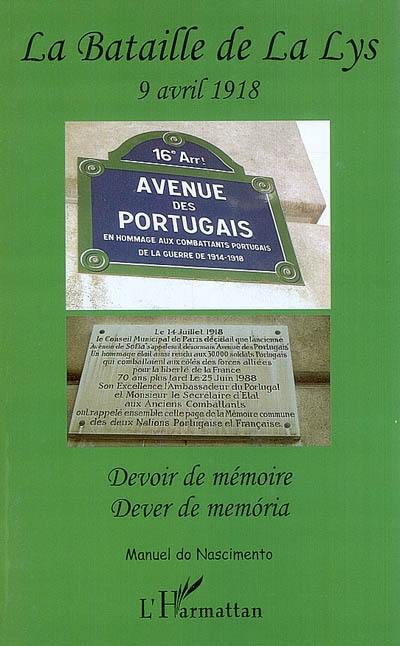 La Bataille de La Lys
9 avril 1918
16e Arrt
AVENUE
DES
PORTUGAIS
EN HOMMAGE AUX COMBATTANTS PORTUGAIS
DE LA GUERRE DE 1914-1918
Le 14 Juillet 1918
le Conseil Municipal de Paris décidait que l'ancienne
Avenue de Sofia s'appelerait désormais Avenue des Portugais
Un hommage était ainsi rendu aux 30.000 soldats Portugais
qui combattaient aux côtés des forces alliées
pour la liberté de la France
70 ans plus tard Le 25 Juin 1988
Son Excellence l'Ambassadeur du Portugal
et Monsieur le Secrétaire d'Etat
aux Anciens Combattants
ont rappelé ensemble cette page de la Mémoire commune
des deux Nations Portugaise et Française.
Devoir de mémoire
Dever de memória
Manuel do Nascimento
L'Harmattan